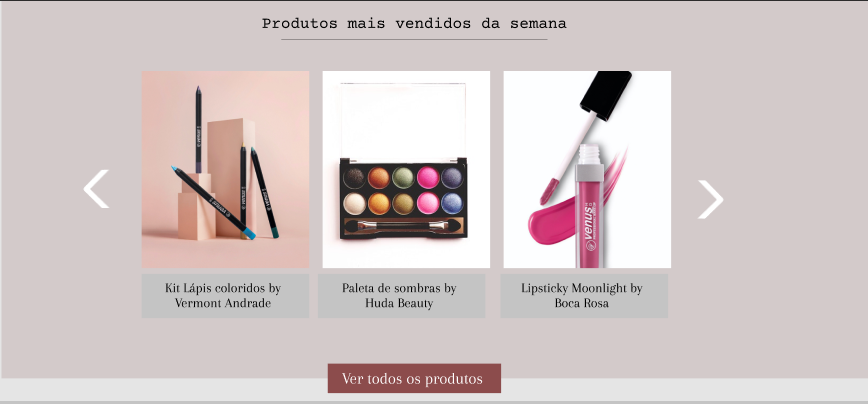 Produtos mais vendidos da semana
venus
Kit Lápis coloridos by
Vermont Andrade
Paleta de sombras by
Huda Beauty
Lipsticky Moonlight by
Boca Rosa
Ver todos os produtos